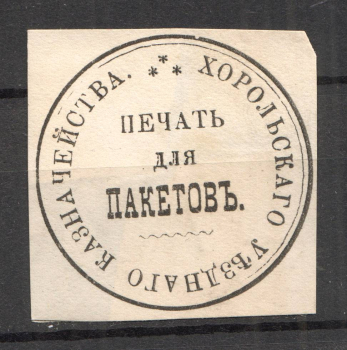 ХОРОЛЬСКАГО УѢЗДНАГО КАЗНАЧЕЙСТВА.
ПЕЧАТЬ
ДЛЯ
ПАКЕТОВЪ.